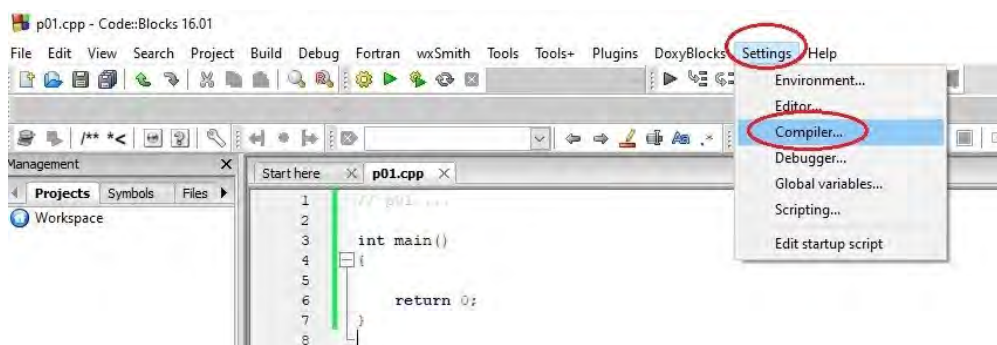 p01.cpp - Code::Blocks 16.01
File Edit View Search Project Build Debug Fortran wxSmith Tools Tools+ Plugins DoxyBlocks Settings Help
Environment...
Editor...
/** *<
Compiler...
Management
Debugger...
Start here p01.cpp
Global variables...
Projects Symbols Files
Scripting...
Workspace
Edit startup script
1 // p01 ...
2
3 int main()
4 {
5
6 return 0;
7 }
8